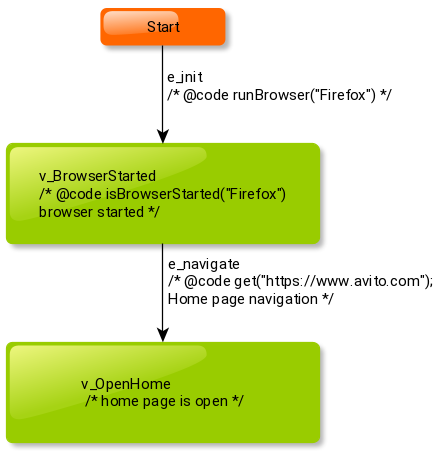 Start
e_init
/* @code runBrowser("Firefox") */
v_BrowserStarted
/* @code isBrowserStarted("Firefox")
browser started */
e_navigate
/* @code get("https://www.avito.com");
Home page navigation */
v_OpenHome
/* home page is open */